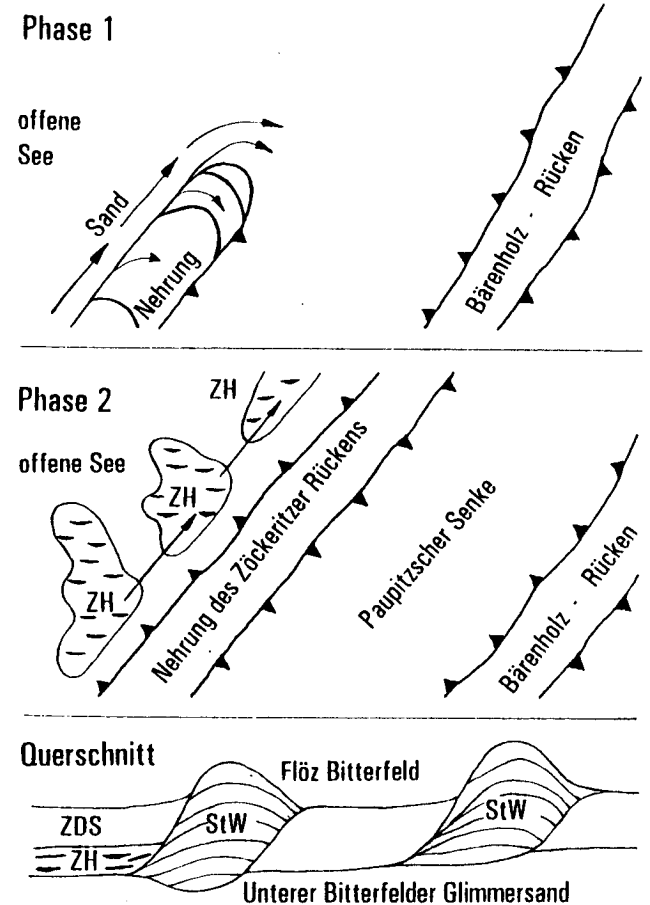 Phase 1
offene
See
Sand
Nehrung
Bärenholz - Rücken
Phase 2
offene See
ZH
ZH
ZH
Nehrung des Zöckeritzer Rückens
Paupitzscher Senke
Bärenholz - Rücken
Querschnitt
Flöz Bitterfeld
ZDS
StW
StW
ZH
Unterer Bitterfelder Glimmersand